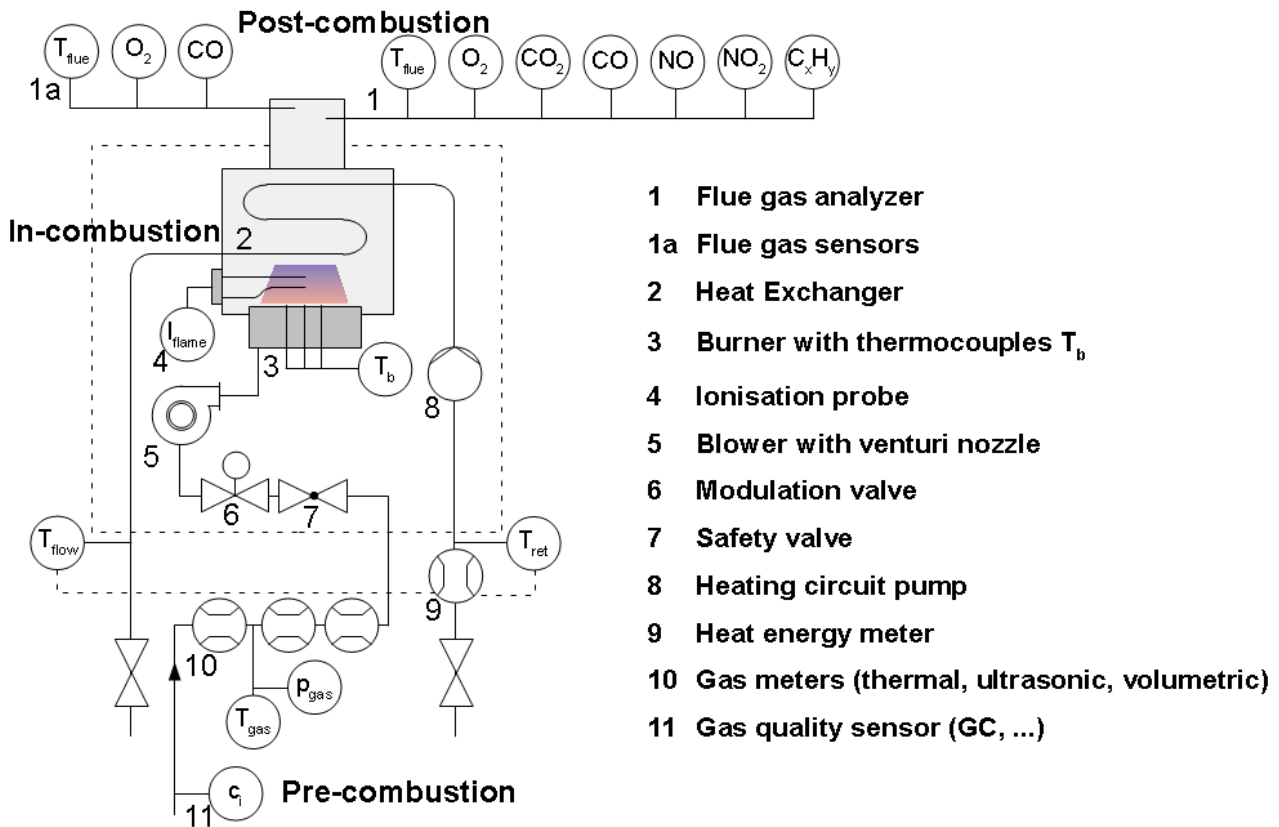 Post-combustion
T_flue O_2 CO
T_flue O_2 CO_2 CO NO NO_2 C_xH_y
1a
1
In-combustion
2
I_flame
4
3
T_b
8
5
6
7
T_flow
T_ret
9
10
p_gas
T_gas
c_i
11
Pre-combustion
1 Flue gas analyzer
1a Flue gas sensors
2 Heat Exchanger
3 Burner with thermocouples T_b
4 Ionisation probe
5 Blower with venturi nozzle
6 Modulation valve
7 Safety valve
8 Heating circuit pump
9 Heat energy meter
10 Gas meters (thermal, ultrasonic, volumetric)
11 Gas quality sensor (GC, ...)